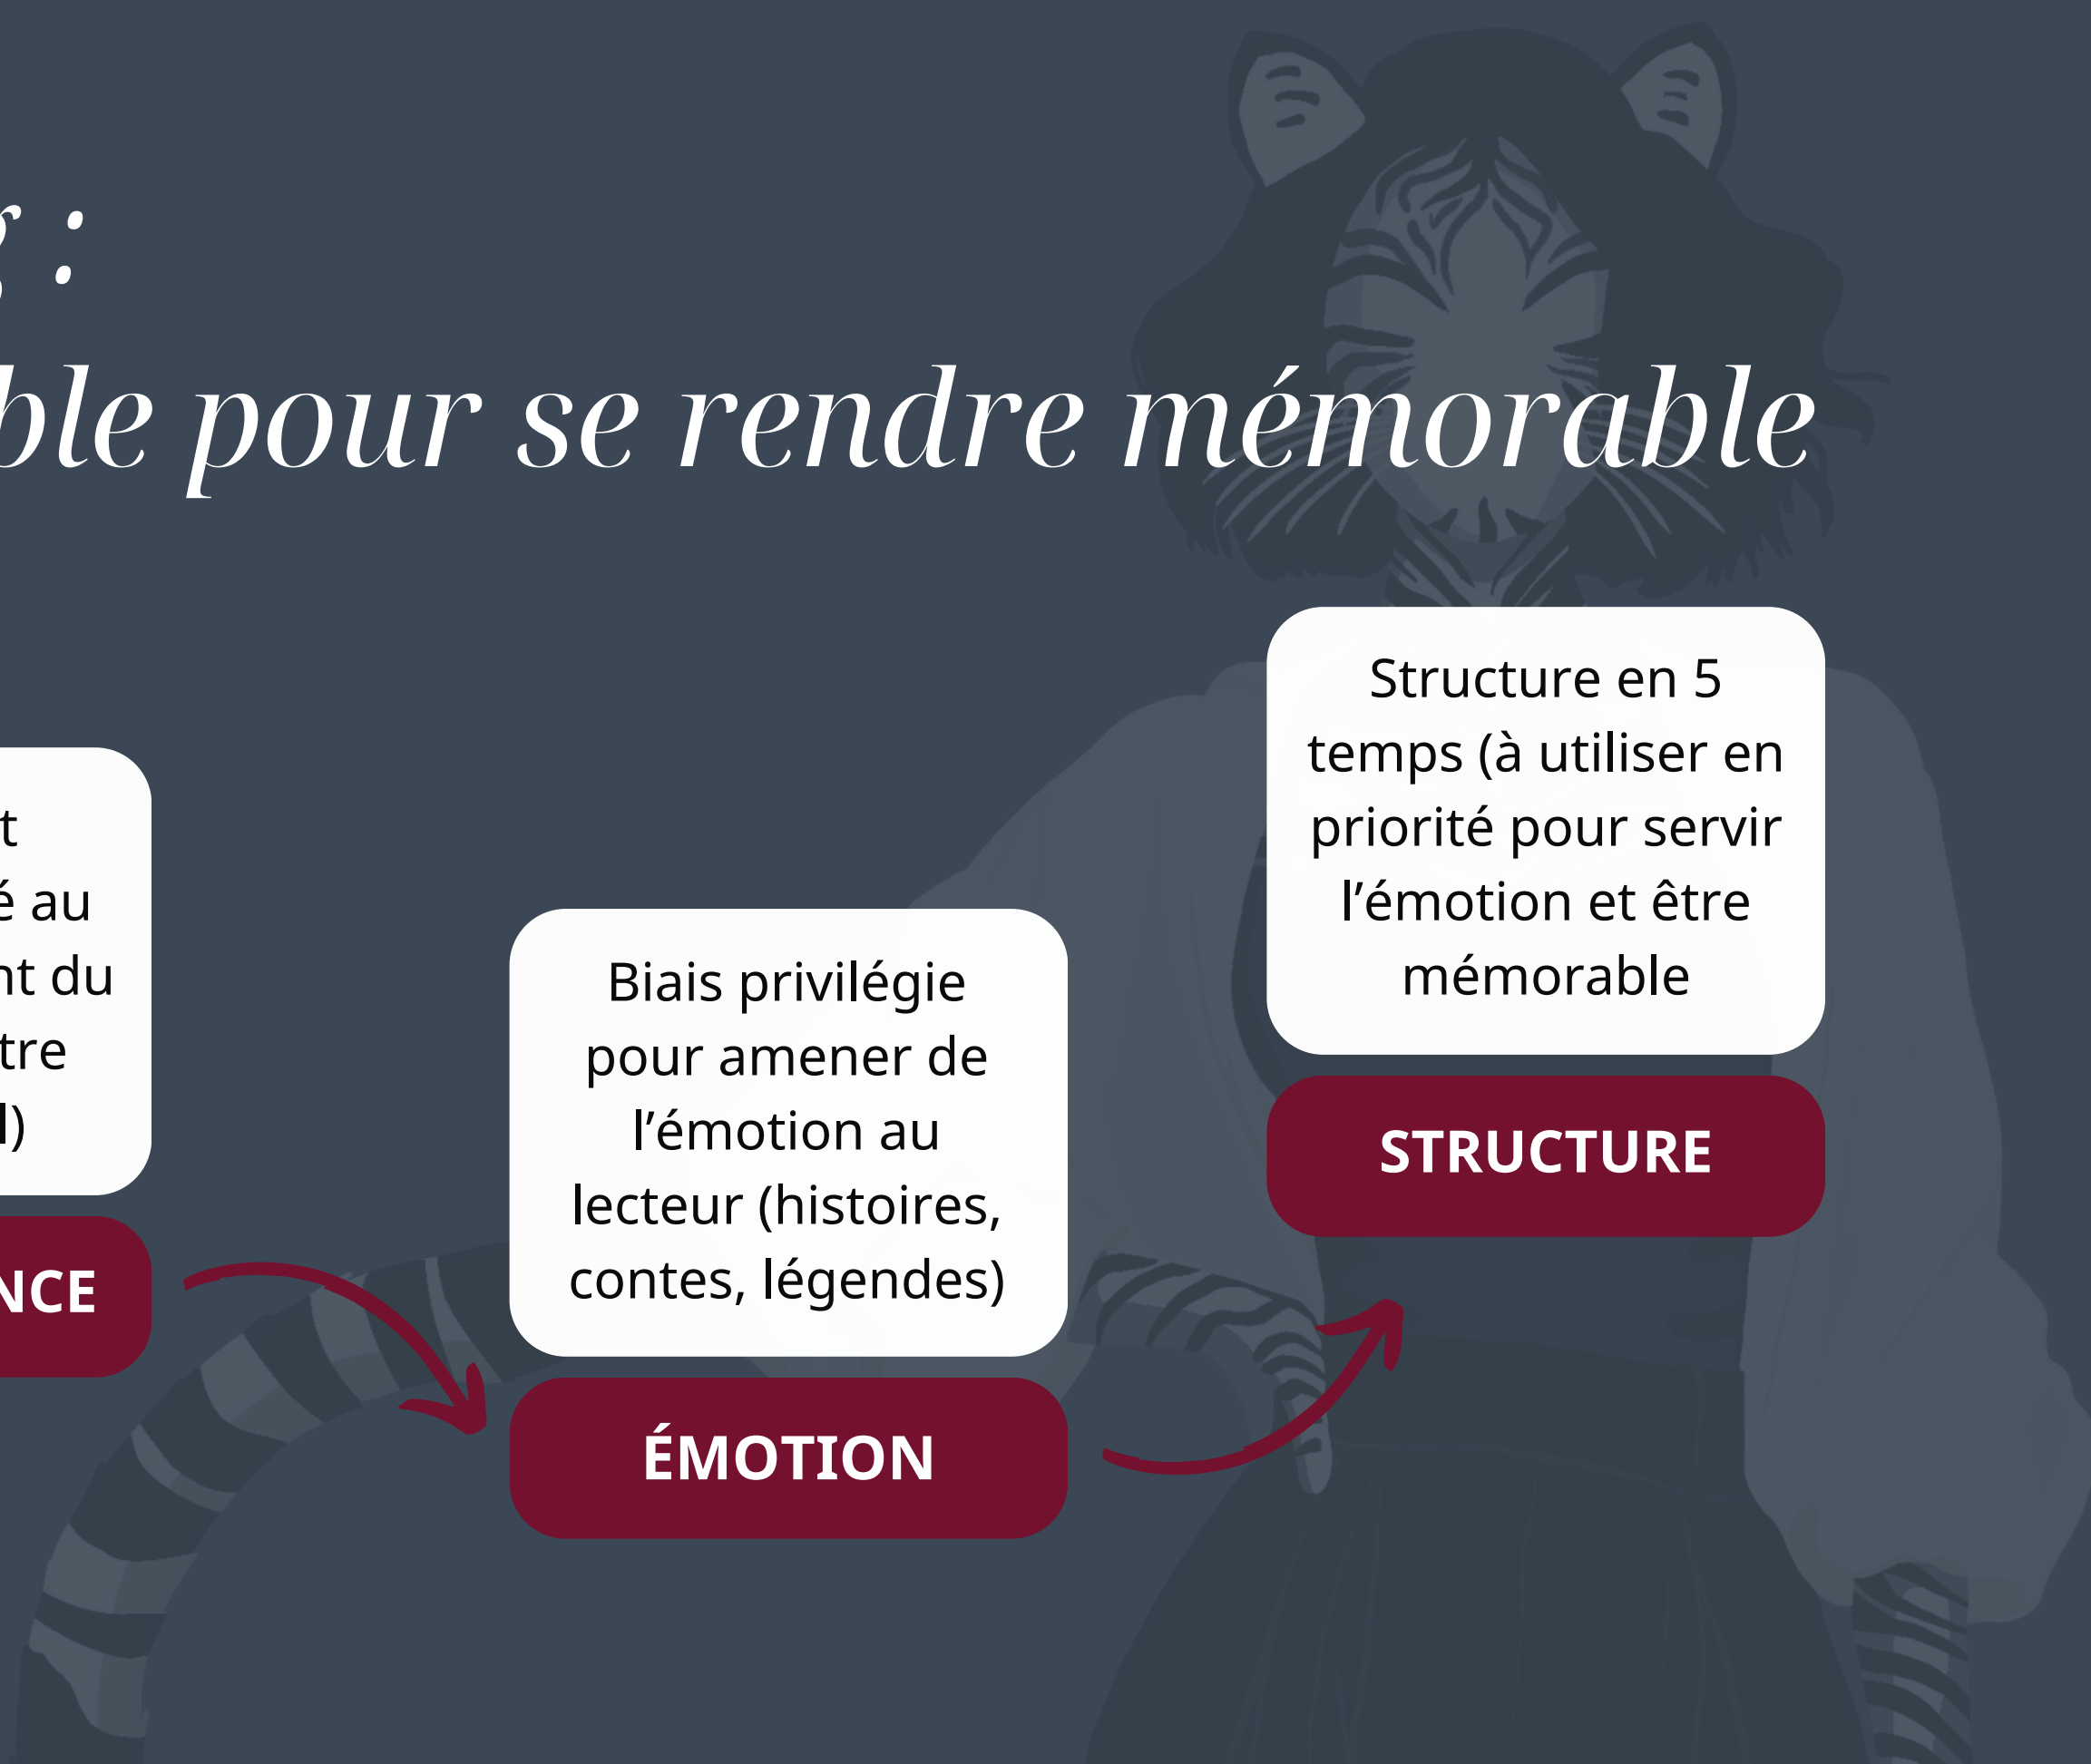 :
ble pour se rendre mémorable
t
é au
nt du
tre
l)
NCE
Biais privilégie
pour amener de
l’émotion au
lecteur (histoires,
contes, légendes)
ÉMOTION
Structure en 5
temps (à utiliser en
priorité pour servir
l’émotion et être
mémorable
STRUCTURE